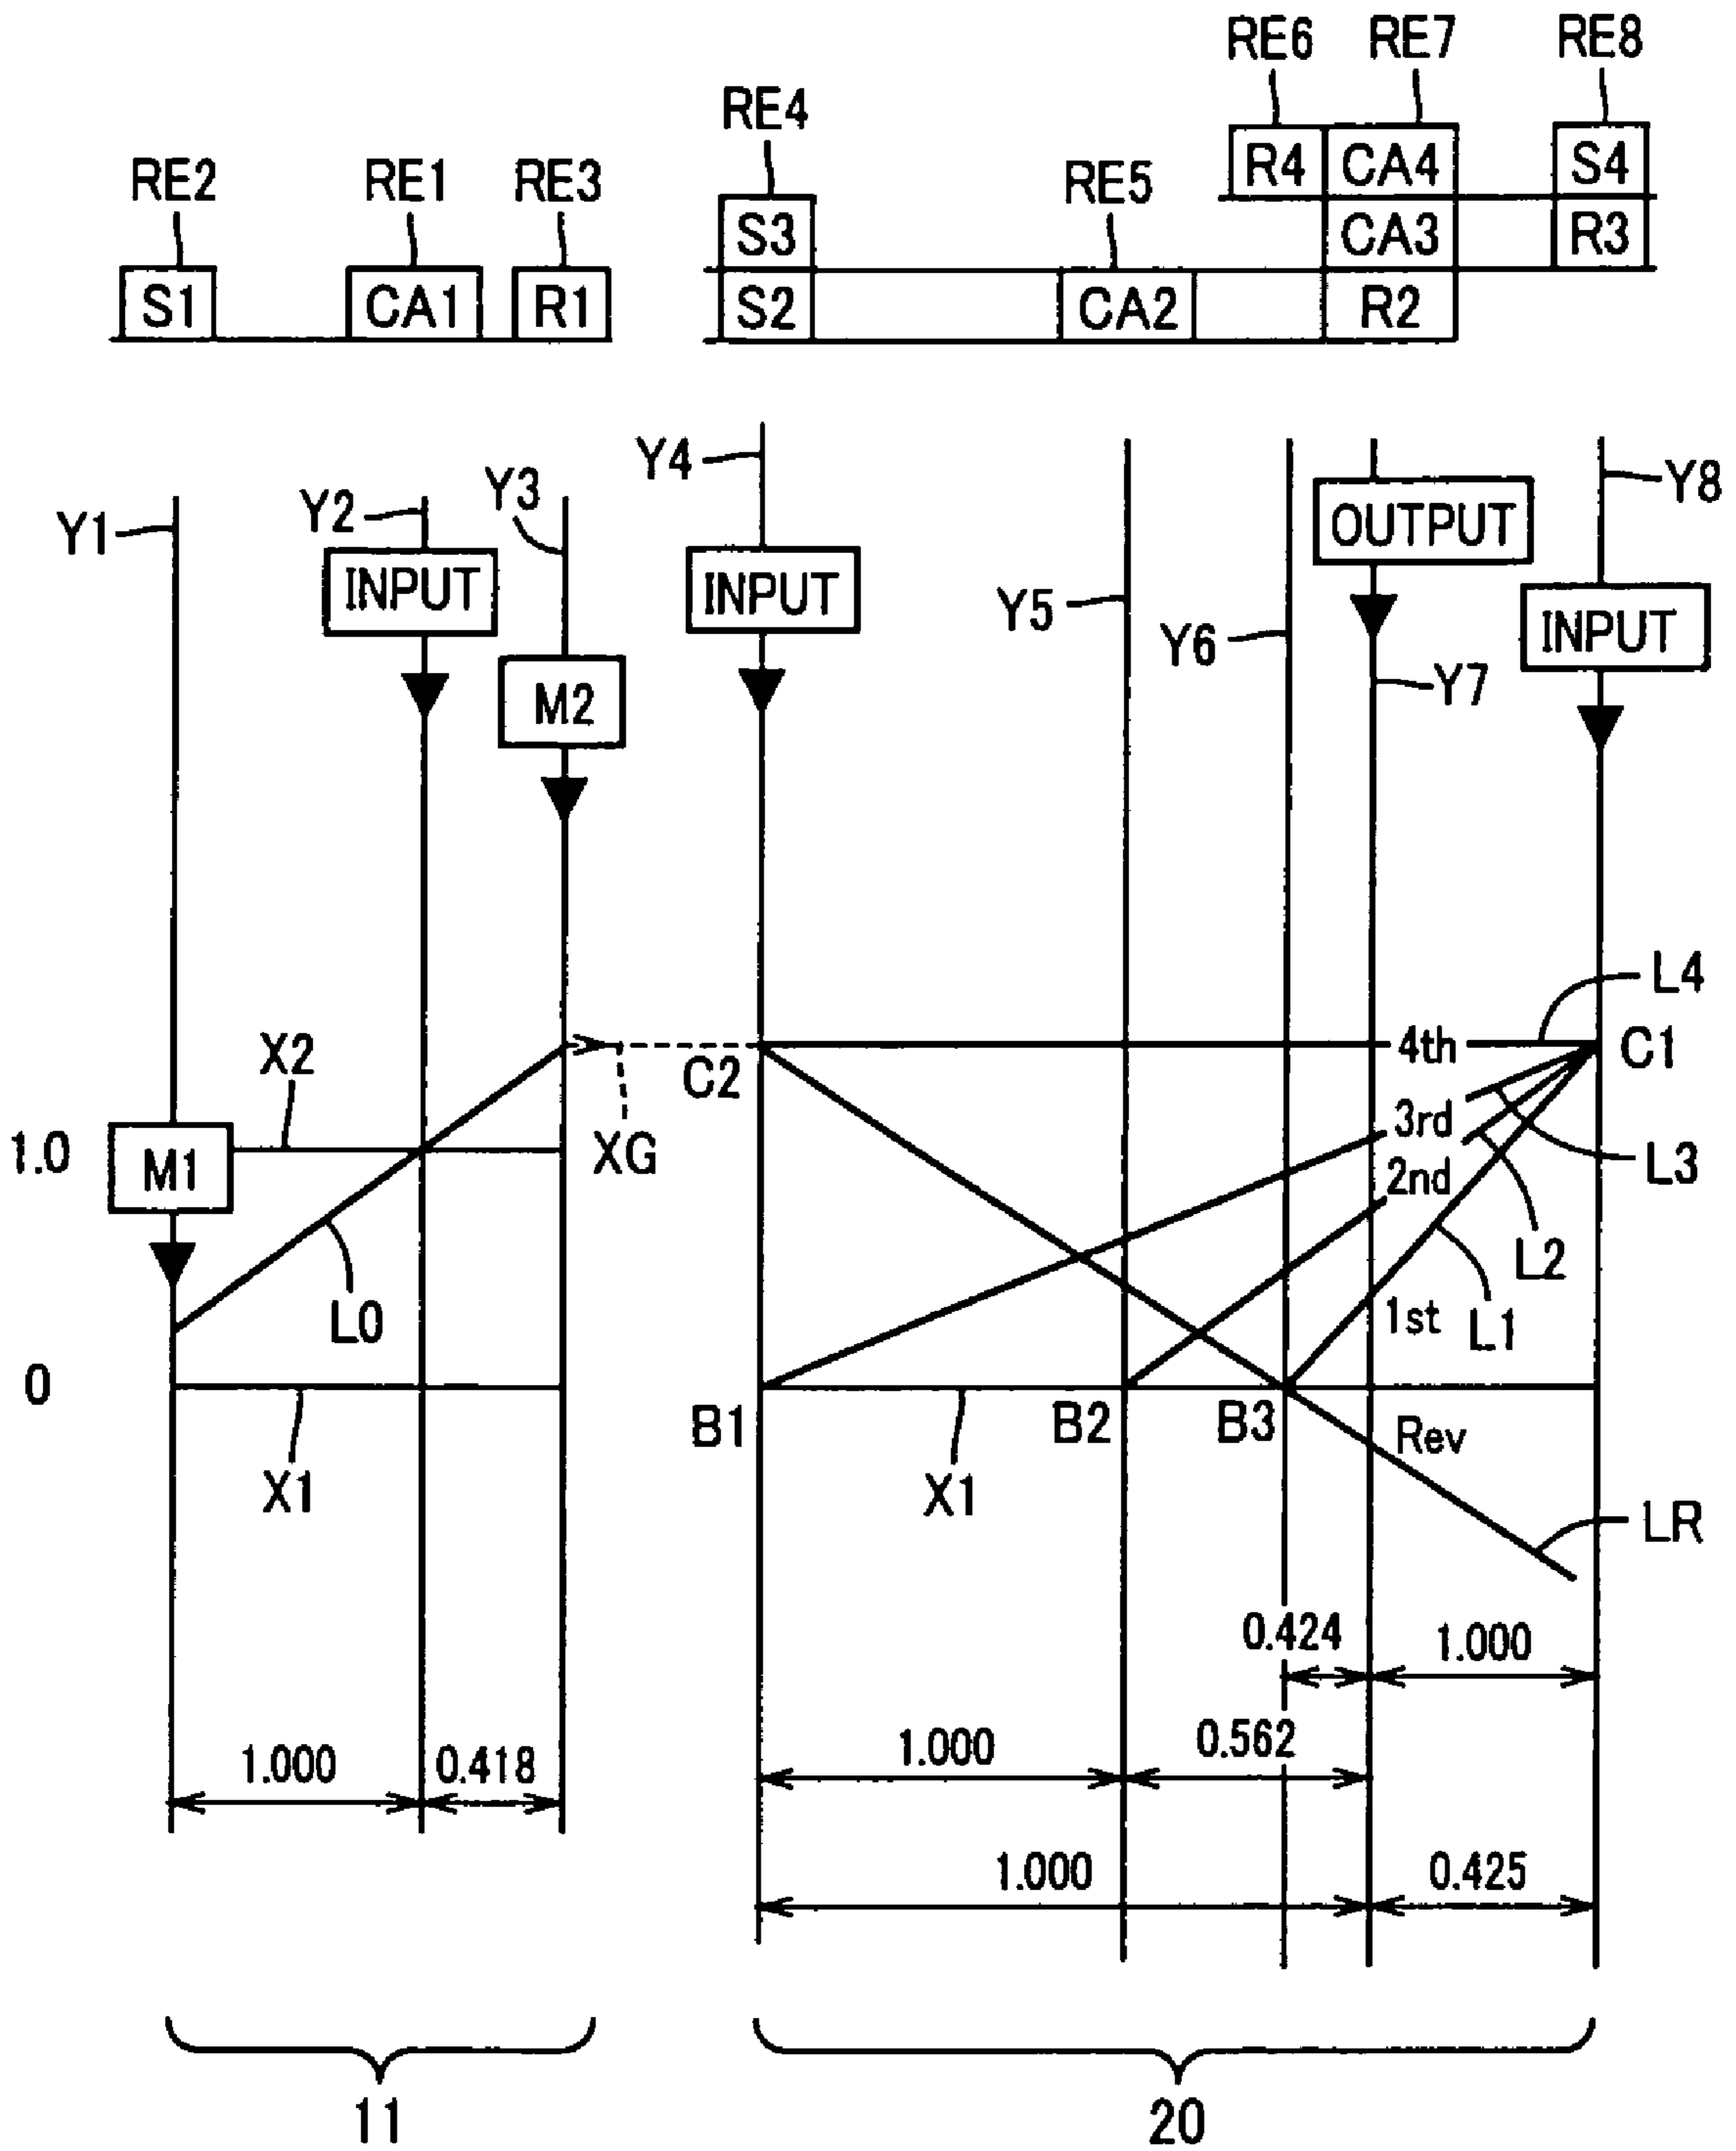 RE6 RE7 RE8
RE4
R4 CA4 S4
RE2 RE1 RE3 RE5
S3 CA3 R3
S1 CA1 R1 S2 CA2 R2
Y4
Y3 Y8
Y1 Y2 OUTPUT
INPUT INPUT Y5
Y6 INPUT
Y7
M2
L4
X2 C2 4th C1
3rd
1.0 M1 XG L3
2nd
L2
L0 1st L1
0
B1 B2 B3 Rev
X1 X1
LR
0.424 1.000
1.000 0.562
1.000 0.418
1.000 0.425
11 20